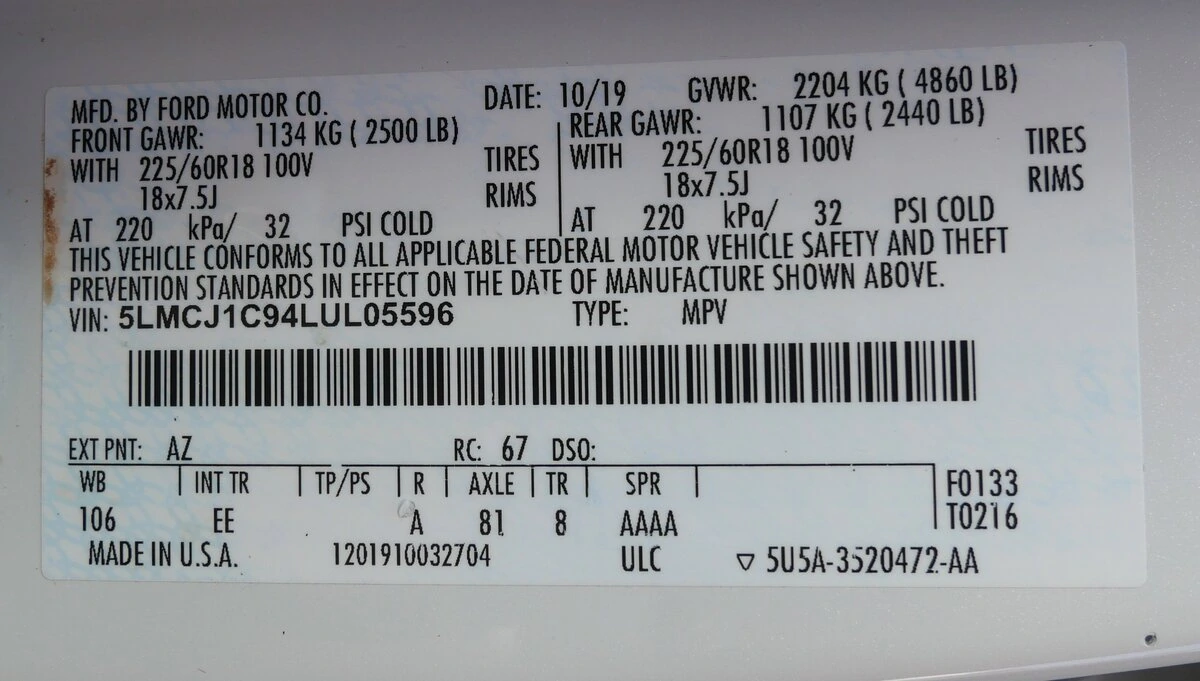 MFD. BY FORD MOTOR CO. DATE: 10/19 GVWR: 2204 KG ( 4860 LB)
FRONT GAWR: 1134 KG ( 2500 LB) REAR GAWR: 1107 KG ( 2440 LB)
WITH 225/60R18 100V TIRES WITH 225/60R18 100V TIRES
18x7.5J RIMS 18x7.5J RIMS
AT 220 kPa/ 32 PSI COLD AT 220 kPa/ 32 PSI COLD
THIS VEHICLE CONFORMS TO ALL APPLICABLE FEDERAL MOTOR VEHICLE SAFETY AND THEFT
PREVENTION STANDARDS IN EFFECT ON THE DATE OF MANUFACTURE SHOWN ABOVE.
VIN: 5LMCJ1C94LUL05596 TYPE: MPV
EXT PNT: AZ RC: 67 DSO:
WB INT TR TP/PS R AXLE TR SPR F0133
106 EE A 81 8 AAAA T0216
MADE IN U.S.A. 1201910032704 ULC ▽ 5U5A-3520472-AA